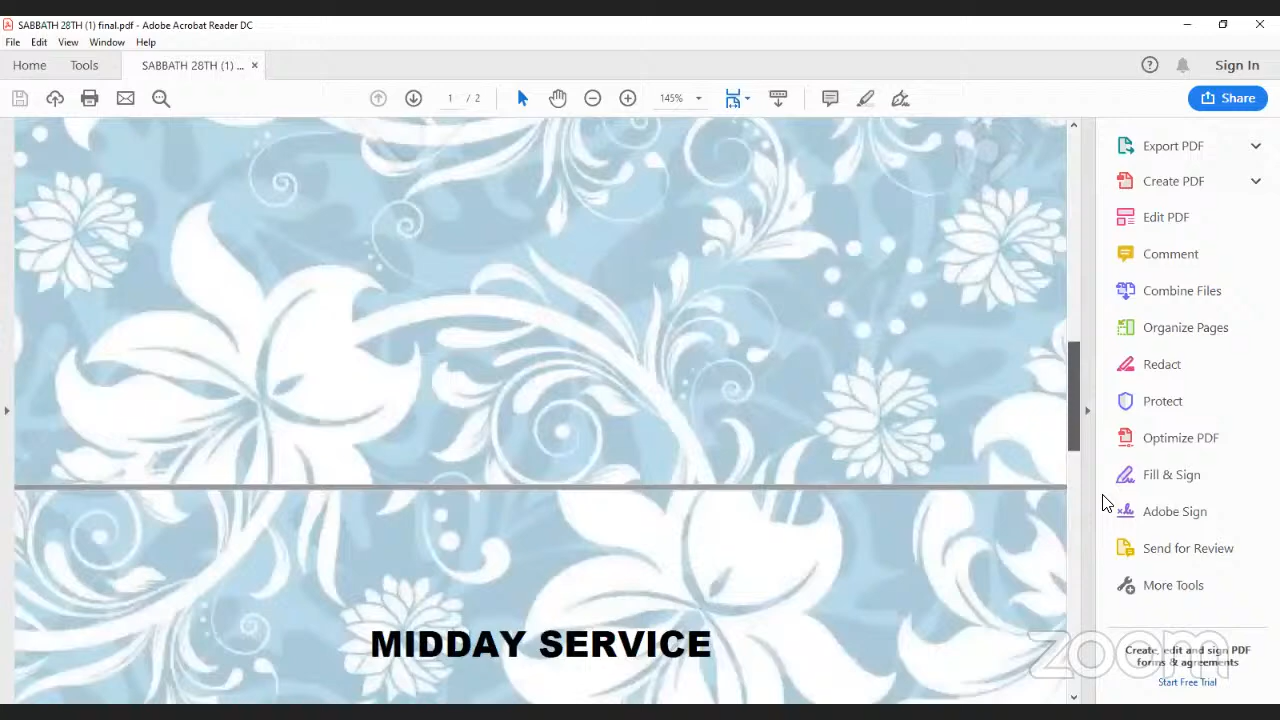 SABBATH 28TH (1) final.pdf - Adobe Acrobat Reader DC
File Edit View Window Help
Home Tools SABBATH 28TH (1) ... × Sign In
1 / 2 145% Share
Export PDF
Create PDF
Edit PDF
Comment
Combine Files
Organize Pages
Redact
Protect
Optimize PDF
Fill & Sign
Adobe Sign
Send for Review
More Tools
MIDDAY SERVICE
zoom
Create, edit and sign PDF
forms & agreements
Start Free Trial